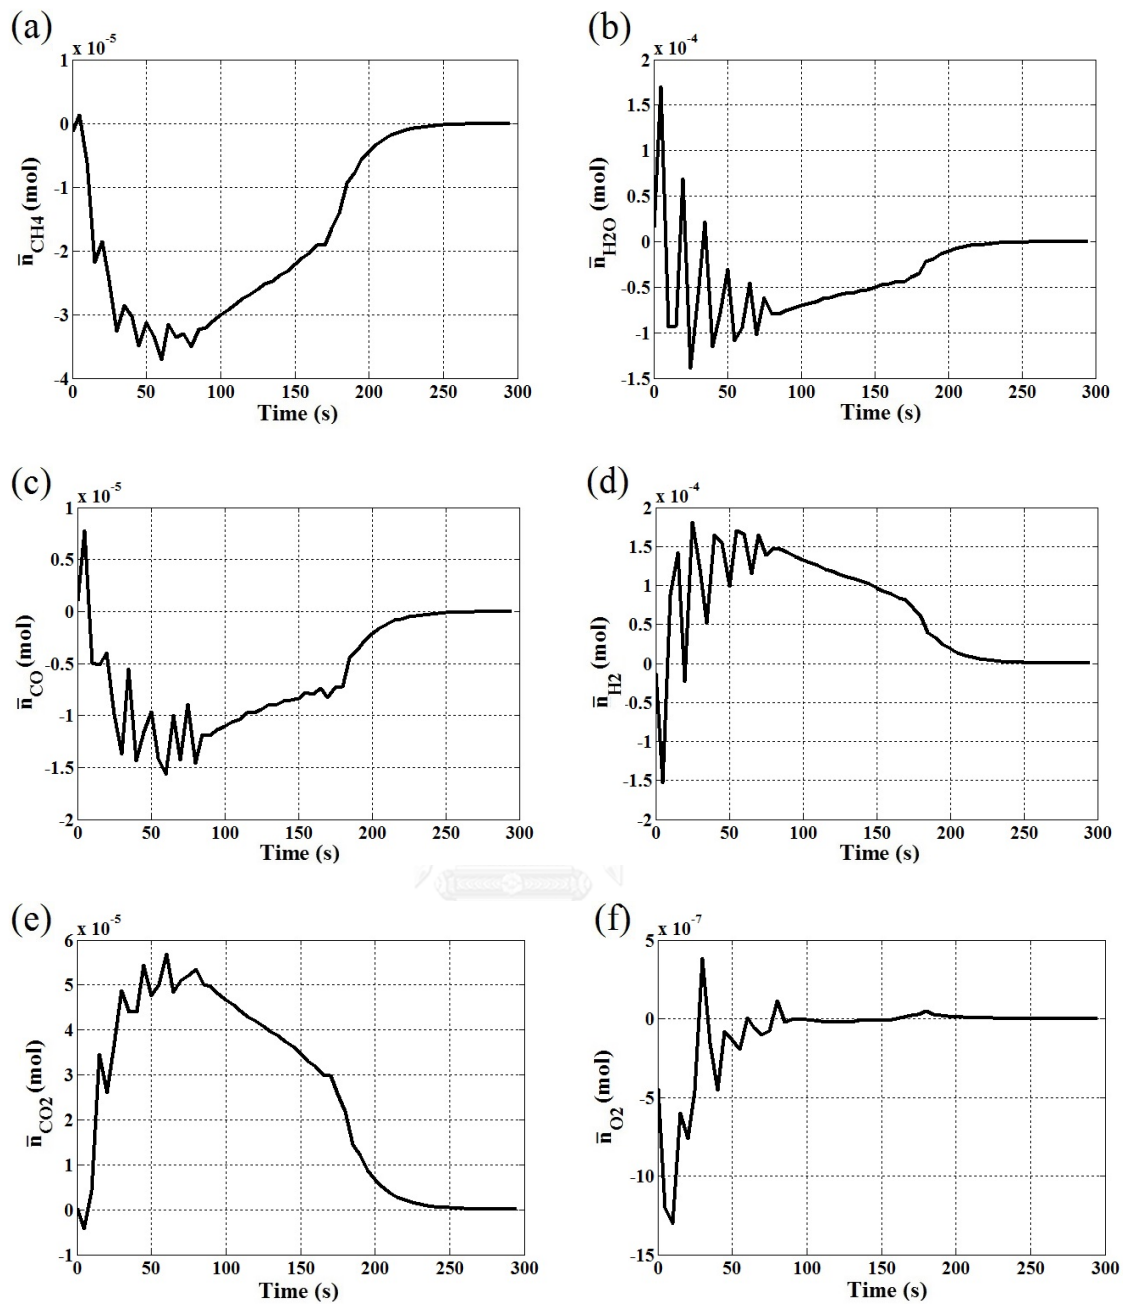 (a)
x 10^-5
1
0
-1
-2
-3
-4
n̅_CH4 (mol)
0 50 100 150 200 250 300
Time (s)
(b)
x 10^-4
2
1.5
1
0.5
0
-0.5
-1
-1.5
n̅_H2O (mol)
0 50 100 150 200 250 300
Time (s)
(c)
x 10^-5
1
0.5
0
-0.5
-1
-1.5
-2
n̅_CO (mol)
0 50 100 150 200 250 300
Time (s)
(d)
x 10^-4
2
1.5
1
0.5
0
-0.5
-1
-1.5
-2
n̅_H2 (mol)
0 50 100 150 200 250 300
Time (s)
(e)
x 10^-5
6
5
4
3
2
1
0
-1
n̅_CO2 (mol)
0 50 100 150 200 250 300
Time (s)
(f)
x 10^-7
5
0
-5
-10
-15
n̅_O2 (mol)
0 50 100 150 200 250 300
Time (s)